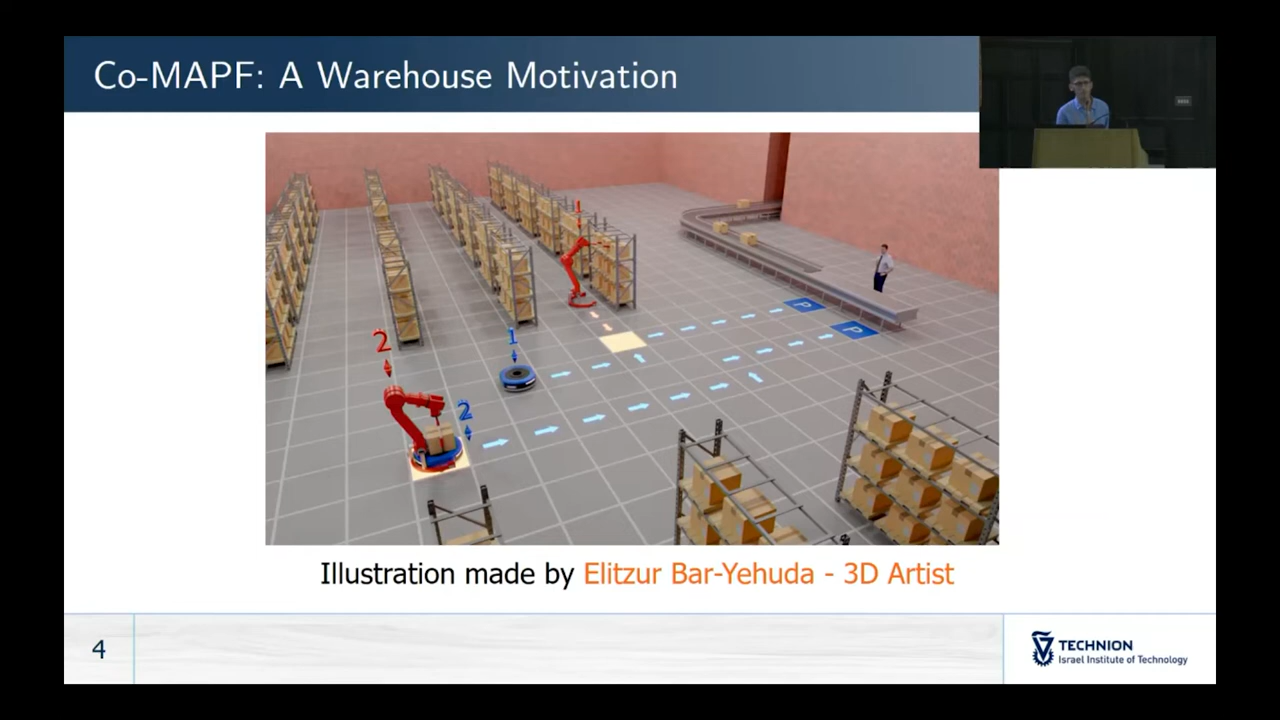 Co-MAPF: A Warehouse Motivation
1
2
1
2
P
P
Illustration made by Elitzur Bar-Yehuda - 3D Artist
4
TECHNION
Israel Institute of Technology